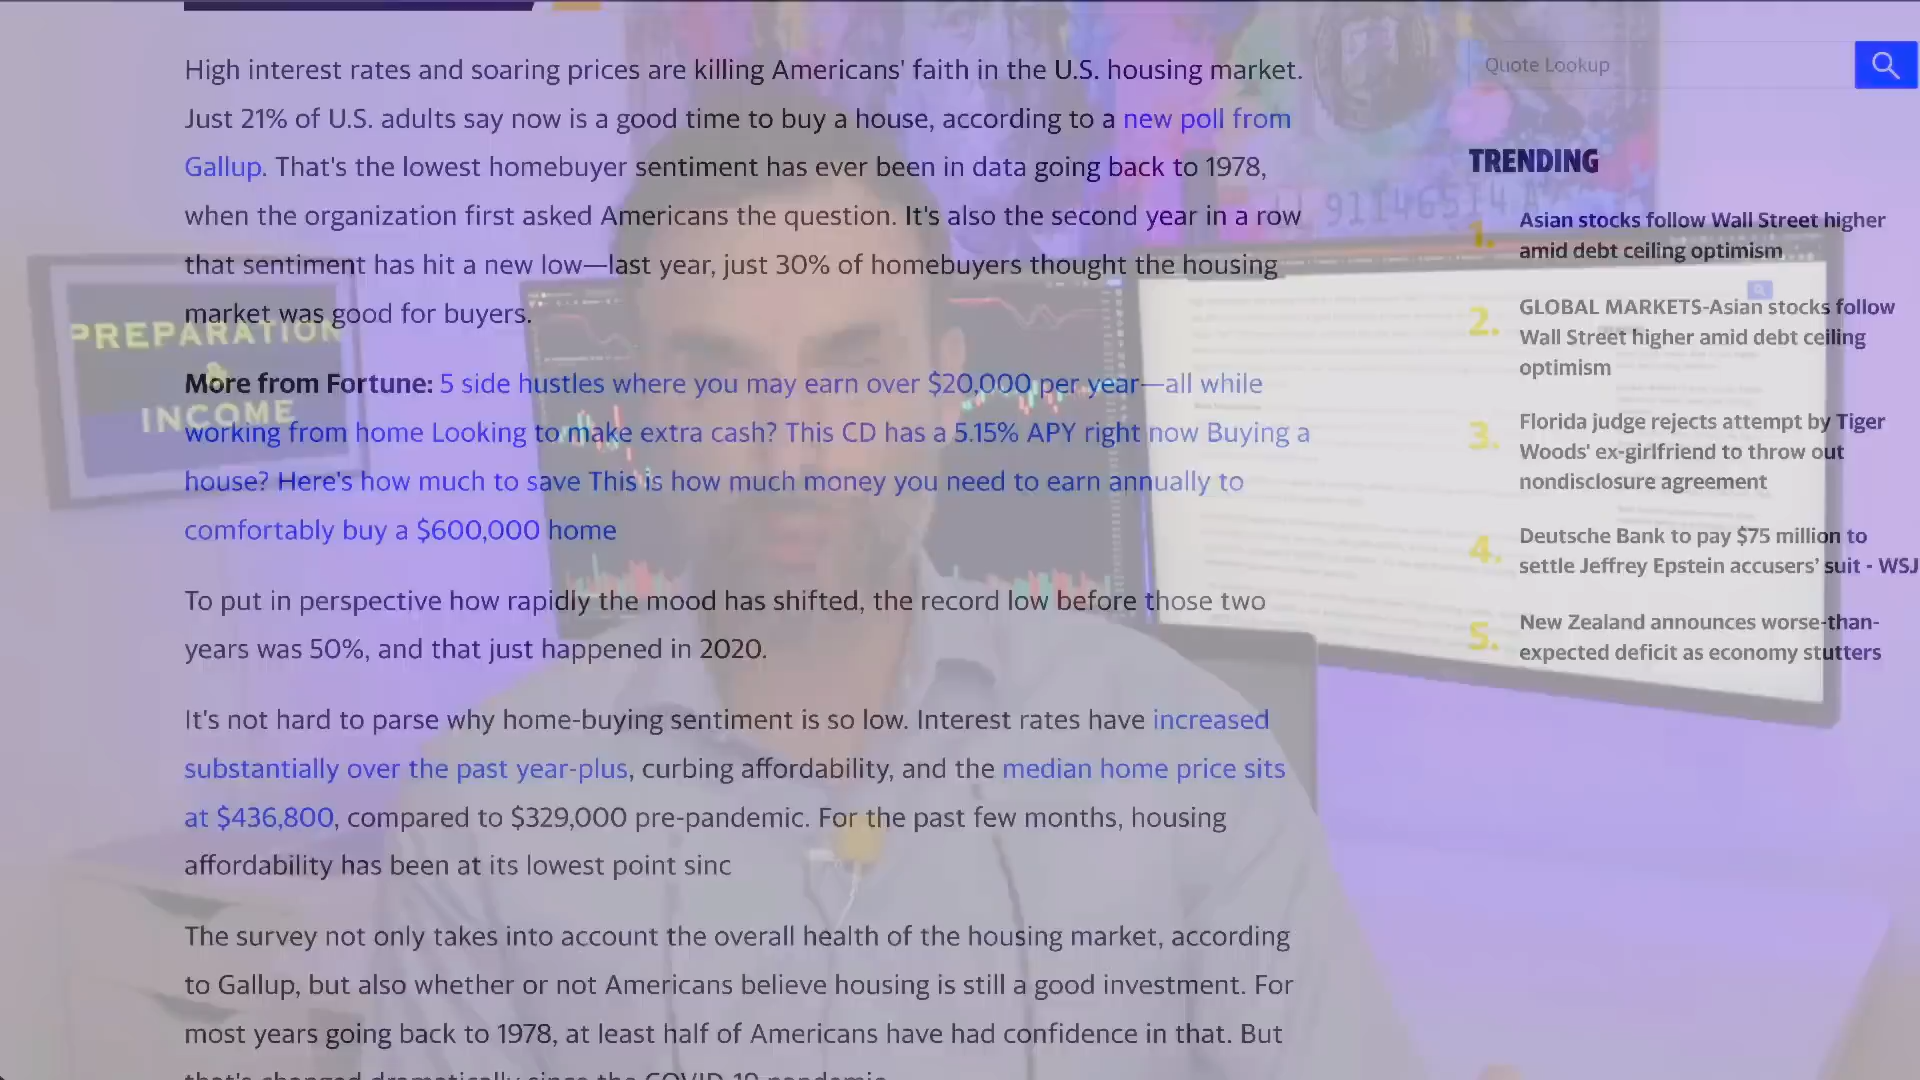 High interest rates and soaring prices are killing Americans' faith in the U.S. housing market.
Just 21% of U.S. adults say now is a good time to buy a house, according to a new poll from
Gallup. That's the lowest homebuyer sentiment has ever been in data going back to 1978,
when the organization first asked Americans the question. It's also the second year in a row
that sentiment has hit a new low—last year, just 30% of homebuyers thought the housing
market was good for buyers.
More from Fortune: 5 side hustles where you may earn over $20,000 per year—all while
working from home Looking to make extra cash? This CD has a 5.15% APY right now Buying a
house? Here's how much to save This is how much money you need to earn annually to
comfortably buy a $600,000 home
To put in perspective how rapidly the mood has shifted, the record low before those two
years was 50%, and that just happened in 2020.
It's not hard to parse why home-buying sentiment is so low. Interest rates have increased
substantially over the past year-plus, curbing affordability, and the median home price sits
at $436,800, compared to $329,000 pre-pandemic. For the past few months, housing
affordability has been at its lowest point sinc
The survey not only takes into account the overall health of the housing market, according
to Gallup, but also whether or not Americans believe housing is still a good investment. For
most years going back to 1978, at least half of Americans have had confidence in that. But
that's changed dramatically since the COVID-19 pandemic
Quote Lookup
TRENDING
1. Asian stocks follow Wall Street higher
amid debt ceiling optimism
2. GLOBAL MARKETS-Asian stocks follow
Wall Street higher amid debt ceiling
optimism
3. Florida judge rejects attempt by Tiger
Woods' ex-girlfriend to throw out
nondisclosure agreement
4. Deutsche Bank to pay $75 million to
settle Jeffrey Epstein accusers' suit - WSJ
5. New Zealand announces worse-than-
expected deficit as economy stutters
PREPARATION
&
INCOME
91146514 A